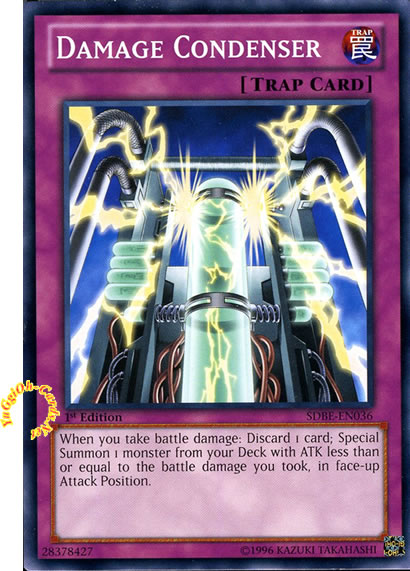 DAMAGE CONDENSER
TRAP
罠
[TRAP CARD]
YuGgiOh-Cards.Net
1st Edition
SDBE-EN036
When you take battle damage: Discard 1 card; Special
Summon 1 monster from your Deck with ATK less than
or equal to the battle damage you took, in face-up
Attack Position.
28378427
©1996 KAZUKI TAKAHASHI